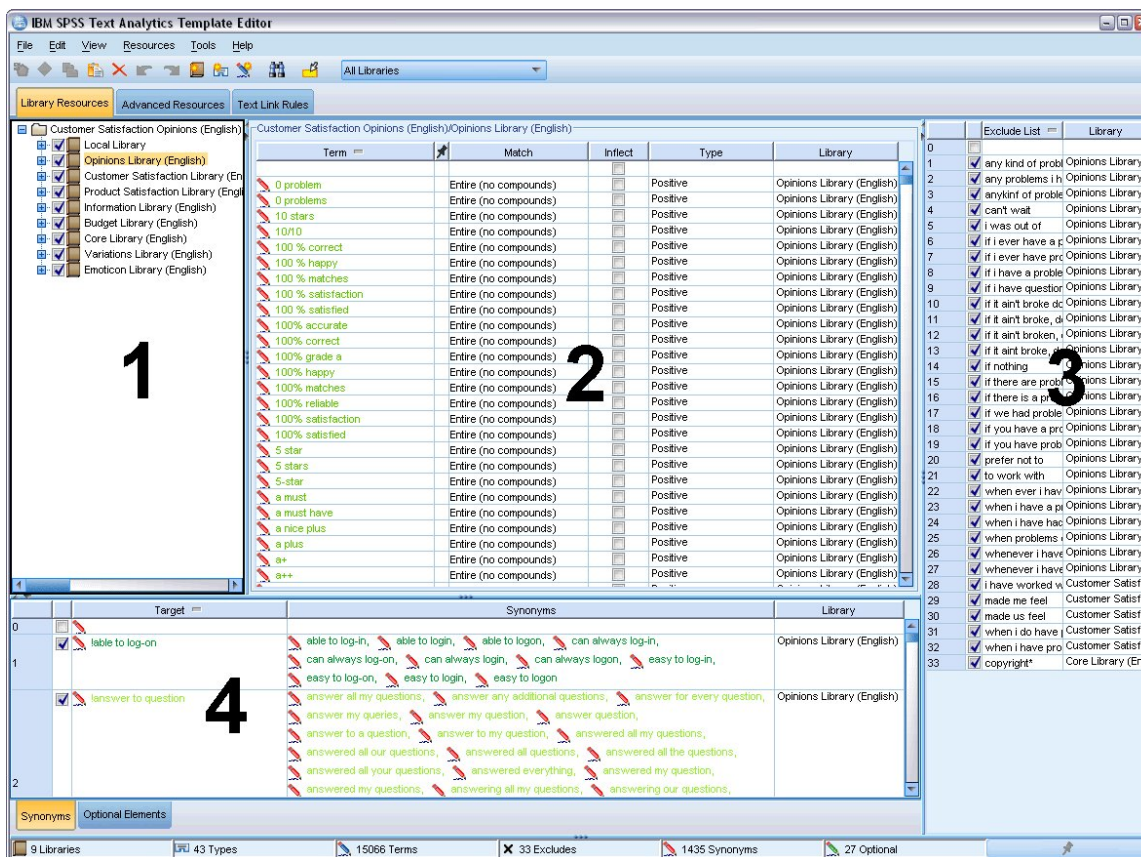 IBM SPSS Text Analytics Template Editor
File Edit View Resources Tools Help
All Libraries
Library Resources Advanced Resources Text Link Rules
Customer Satisfaction Opinions (English)
Local Library
Opinions Library (English)
Customer Satisfaction Library (En
Product Satisfaction Library (Engli
Information Library (English)
Budget Library (English)
Core Library (English)
Variations Library (English)
Emoticon Library (English)
1
Customer Satisfaction Opinions (English)/Opinions Library (English)
Term Match Inflect Type Library
0 problem Entire (no compounds) Positive Opinions Library (English)
0 problems Entire (no compounds) Positive Opinions Library (English)
10 stars Entire (no compounds) Positive Opinions Library (English)
10/10 Entire (no compounds) Positive Opinions Library (English)
100 % correct Entire (no compounds) Positive Opinions Library (English)
100 % happy Entire (no compounds) Positive Opinions Library (English)
100 % matches Entire (no compounds) Positive Opinions Library (English)
100 % satisfaction Entire (no compounds) Positive Opinions Library (English)
100 % satisfied Entire (no compounds) Positive Opinions Library (English)
100% accurate Entire (no compounds) Positive Opinions Library (English)
100% correct Entire (no compounds) Positive Opinions Library (English)
100% grade a Entire (no compounds) Positive Opinions Library (English)
100% happy Entire (no compounds) Positive Opinions Library (English)
100% matches Entire (no compounds) Positive Opinions Library (English)
100% reliable Entire (no compounds) Positive Opinions Library (English)
100% satisfaction Entire (no compounds) Positive Opinions Library (English)
100% satisfied Entire (no compounds) Positive Opinions Library (English)
5 star Entire (no compounds) Positive Opinions Library (English)
5 stars Entire (no compounds) Positive Opinions Library (English)
5-star Entire (no compounds) Positive Opinions Library (English)
a must Entire (no compounds) Positive Opinions Library (English)
a must have Entire (no compounds) Positive Opinions Library (English)
a nice plus Entire (no compounds) Positive Opinions Library (English)
a plus Entire (no compounds) Positive Opinions Library (English)
a+ Entire (no compounds) Positive Opinions Library (English)
a++ Entire (no compounds) Positive Opinions Library (English)
2
Exclude List Library
0
1 any kind of probl Opinions Library
2 any problems i h Opinions Library
3 anykinf of proble Opinions Library
4 can't wait Opinions Library
5 i was out of Opinions Library
6 if i ever have a p Opinions Library
7 if i ever have pro Opinions Library
8 if i have a proble Opinions Library
9 if i have question Opinions Library
10 if it ain't broke do Opinions Library
11 if it ain't broke, do Opinions Library
12 if it ain't broken, Opinions Library
13 if it aint broke, d Opinions Library
14 if nothing Opinions Library
15 if there are probl Opinions Library
16 if there is a pr Opinions Library
17 if we had proble Opinions Library
18 if you have a pro Opinions Library
19 if you have prob Opinions Library
20 prefer not to Opinions Library
21 to work with Opinions Library
22 when ever i hav Opinions Library
23 when i have a p Opinions Library
24 when i have had Opinions Library
25 when problems Opinions Library
26 whenever i have Opinions Library
27 whenever i have Opinions Library
28 i have worked w Customer Satisf
29 made me feel Customer Satisf
30 made us feel Customer Satisf
31 when i do have Customer Satisf
32 when i have pro Customer Satisf
33 copyright* Core Library (En
3
Target Synonyms Library
0
1 !able to log-on able to log-in, able to login, able to logon, can always log-in, Opinions Library (English)
can always log-on, can always login, can always logon, easy to log-in,
easy to log-on, easy to login, easy to logon
2 !answer to question answer all my questions, answer any additional questions, answer for every question, Opinions Library (English)
answer my queries, answer my question, answer question,
answer to a question, answer to my question, answered all my questions,
answered all our questions, answered all questions, answered all the questions,
answered all your questions, answered everything, answered my question,
answered my questions, answering all my questions, answering our questions,
4
Synonyms Optional Elements
9 Libraries 43 Types 15066 Terms 33 Excludes 1435 Synonyms 27 Optional